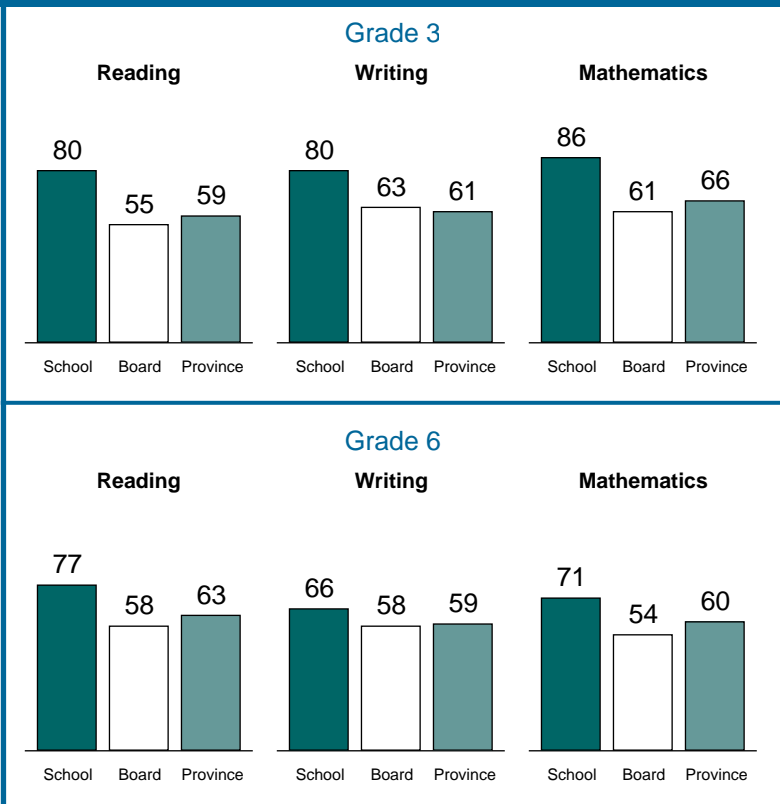 Grade 3
Reading Writing Mathematics
80 55 59 80 63 61 86 61 66
School Board Province School Board Province School Board Province
Grade 6
Reading Writing Mathematics
77 58 63 66 58 59 71 54 60
School Board Province School Board Province School Board Province